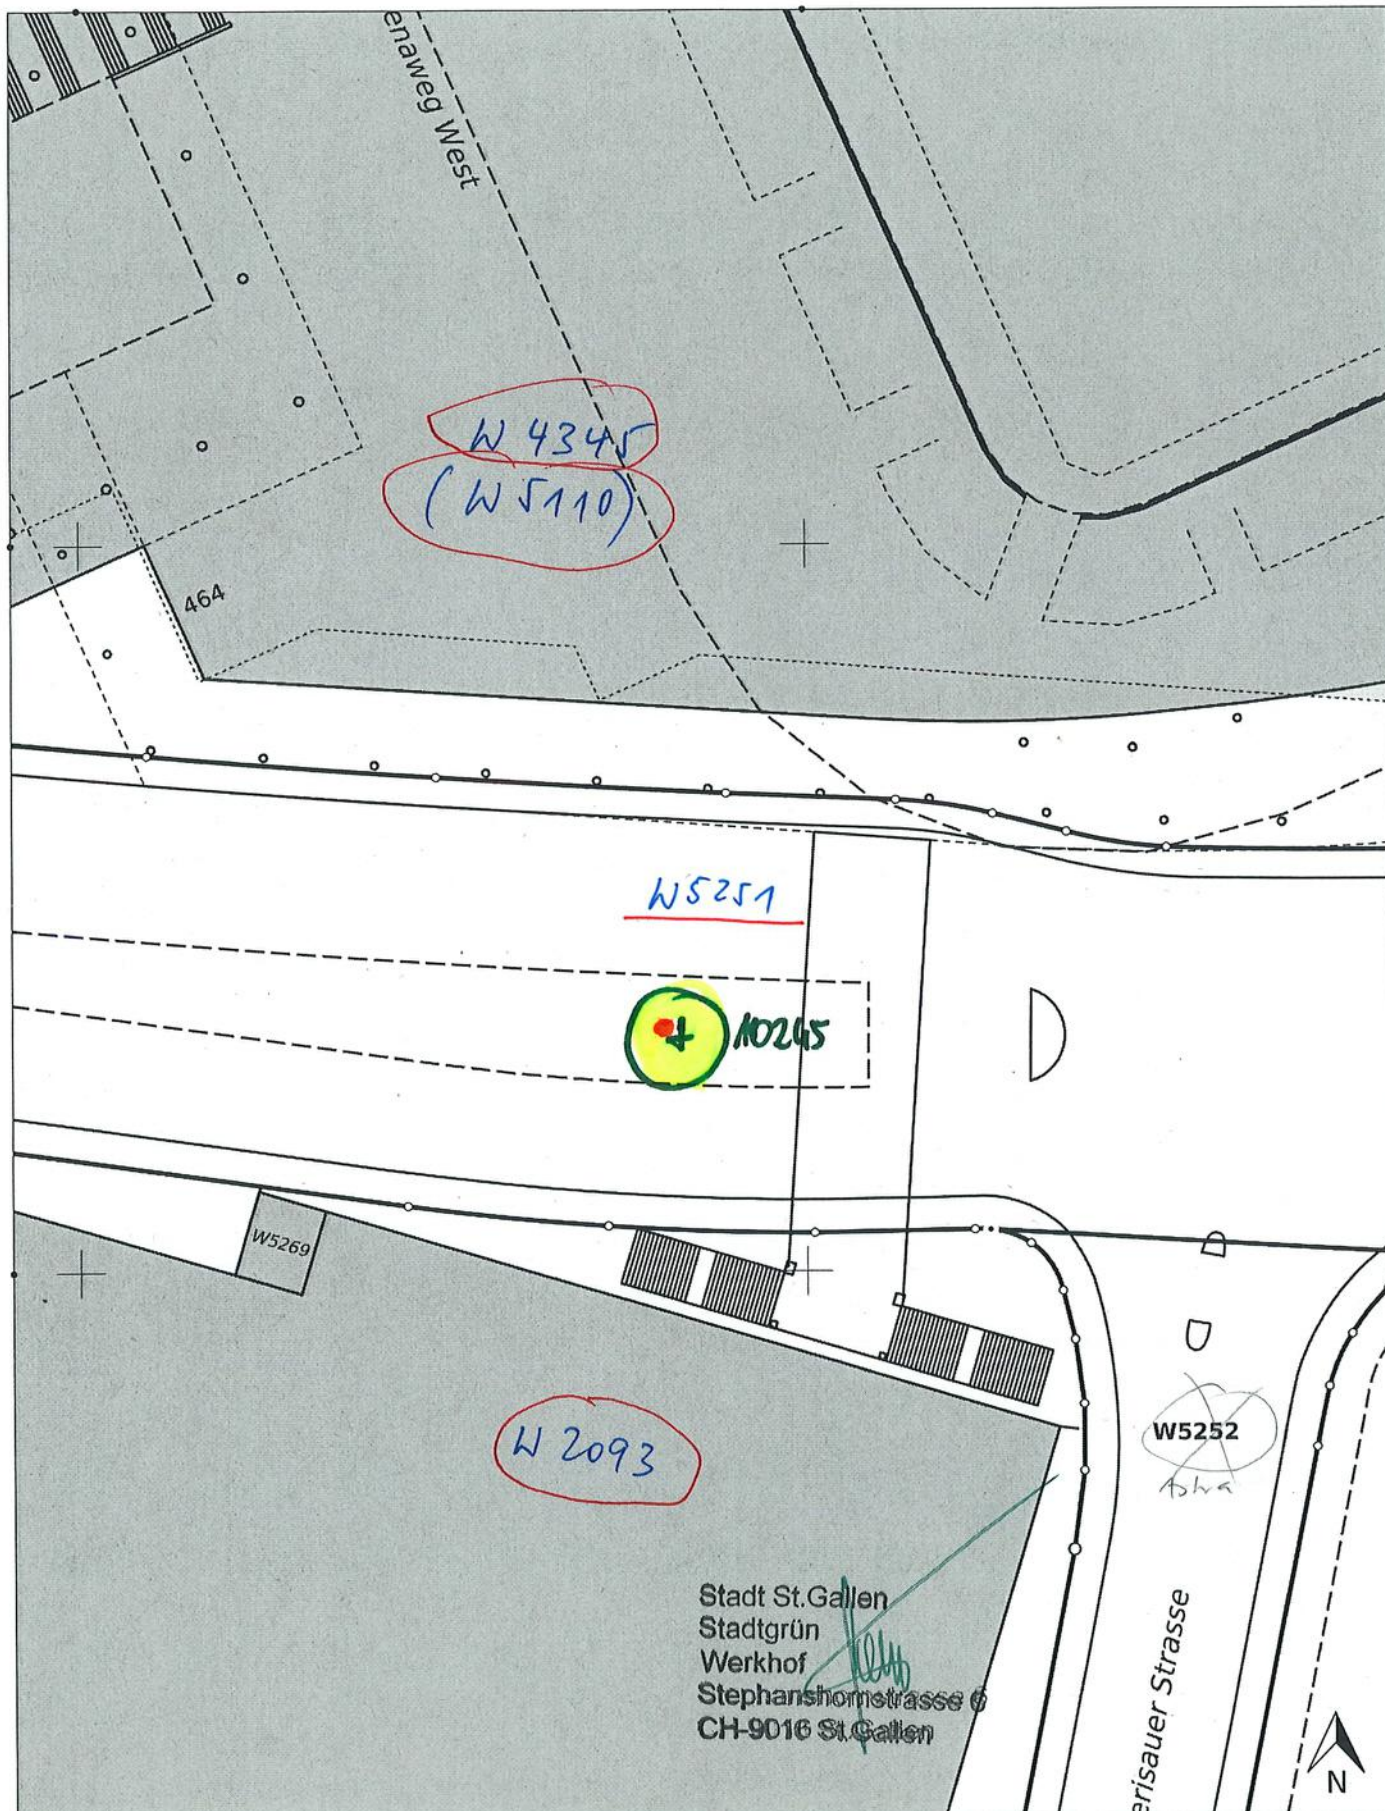 enaweg West
W 4345
(W 5110)
464
W5251
10245
W5269
W 2093
W5252
Astra
Stadt St.Gallen
Stadtgrün
Werkhof
Stephanshornstrasse 6
CH-9016 St.Gallen
erisauer Strasse
N